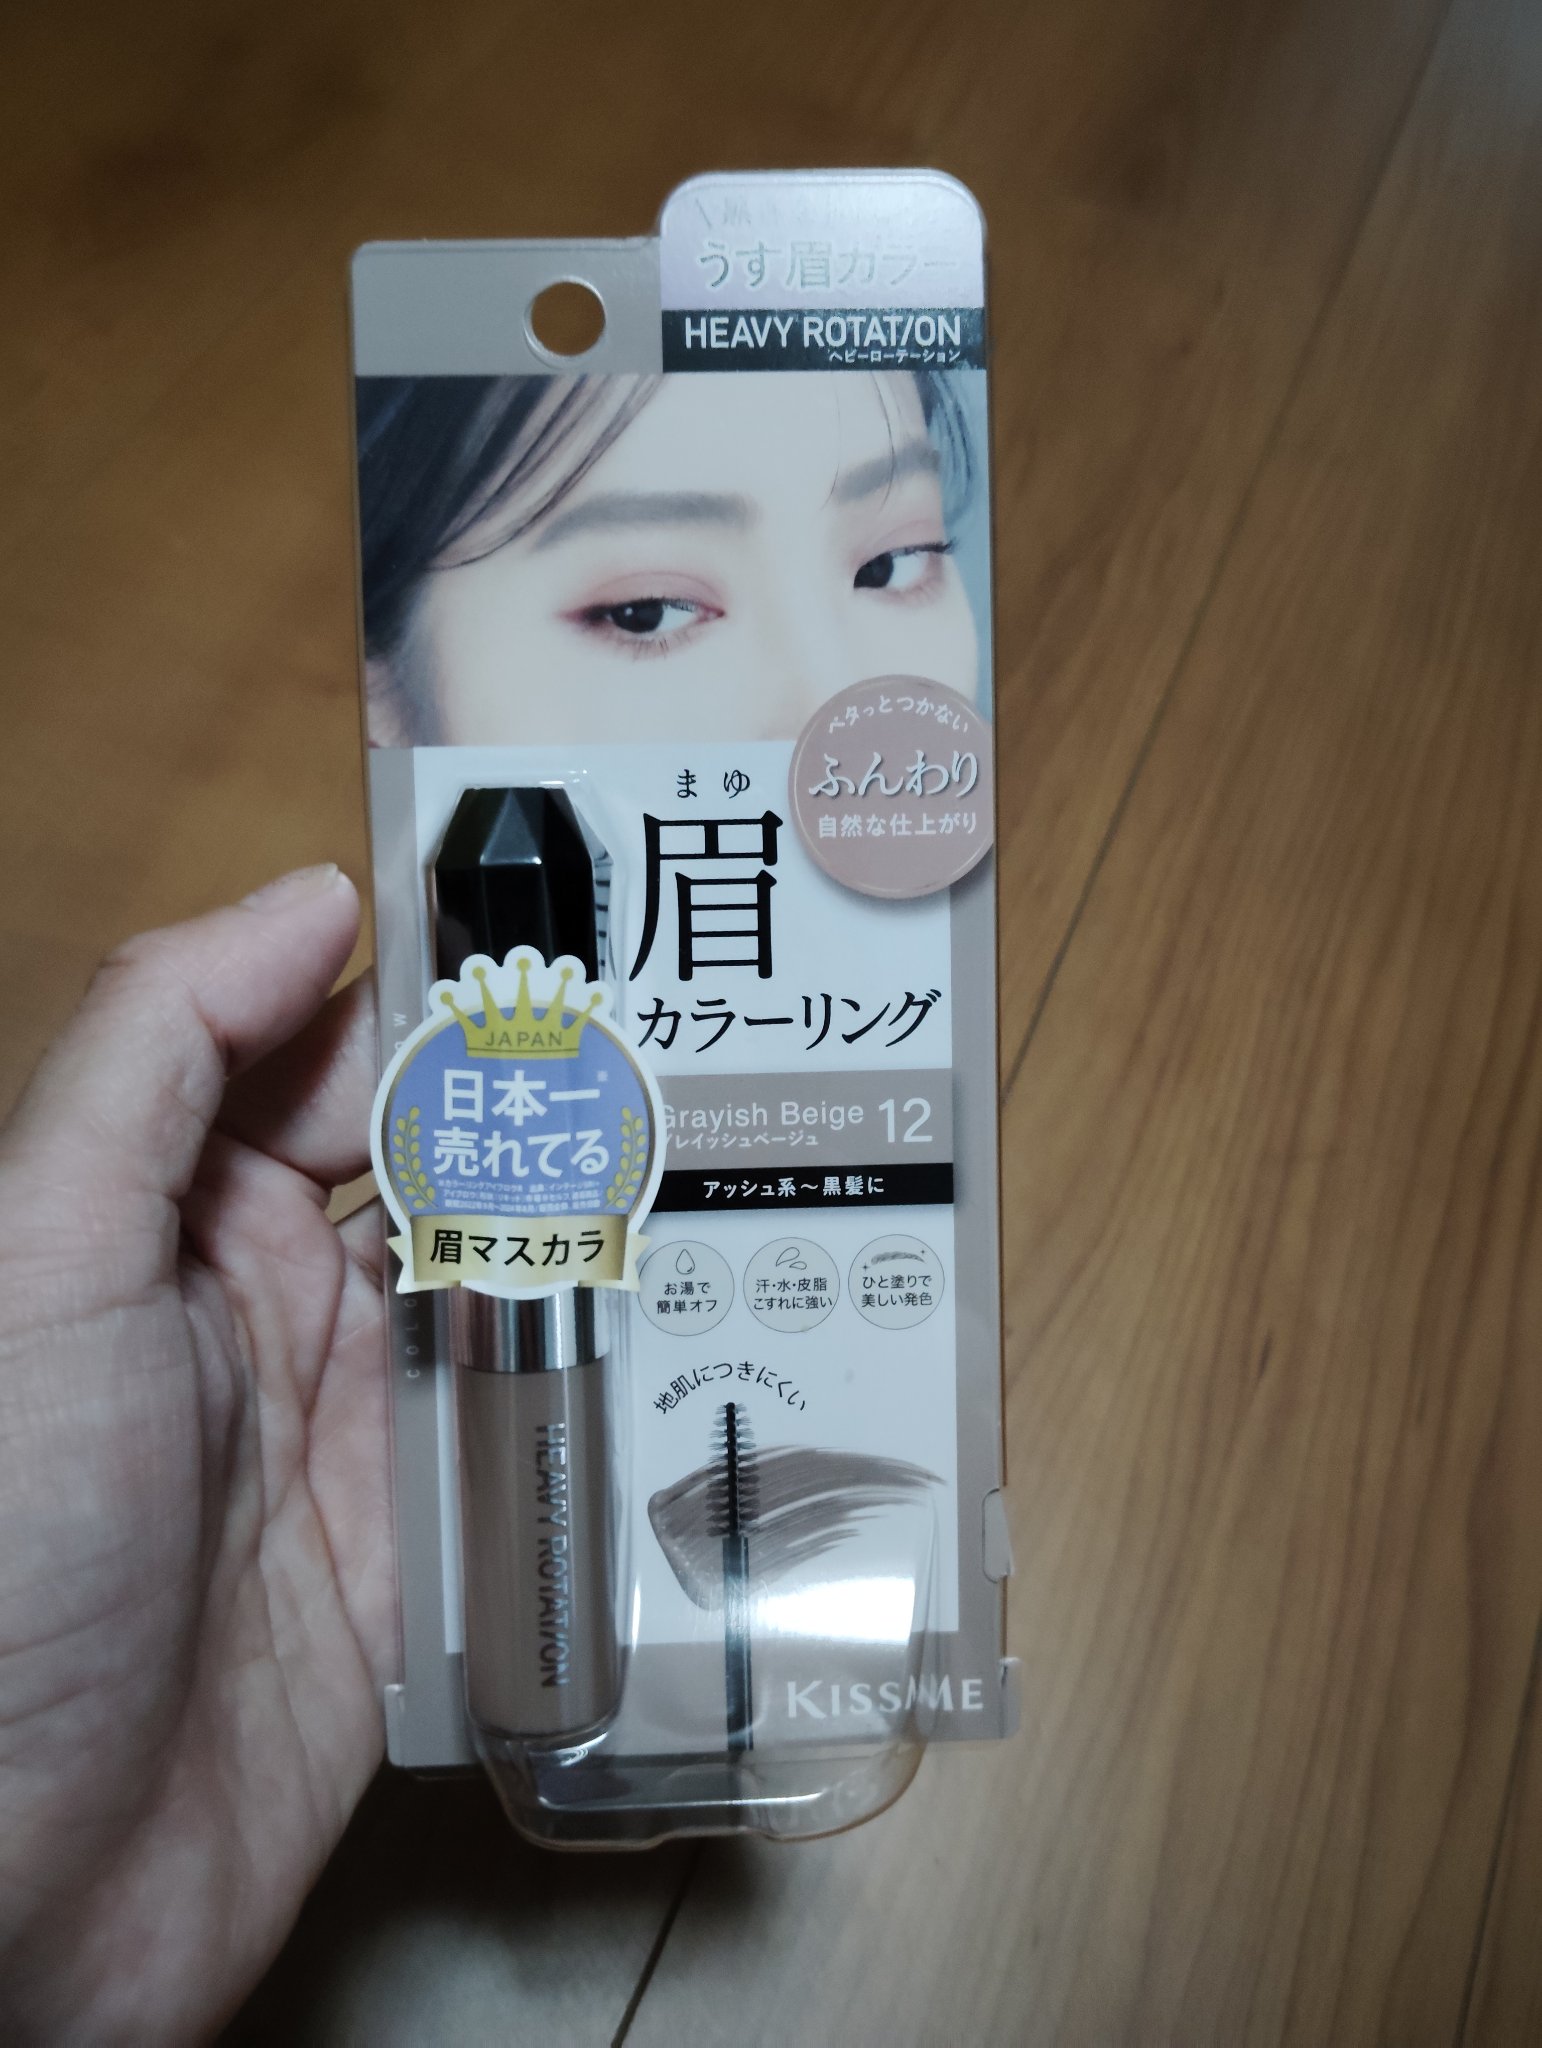 うす眉カラー
HEAVY ROTATION
ヘビーローテーション
ペタっとつかない
ふんわり
自然な仕上がり
まゆ
眉
カラーリング
JAPAN
日本一※
売れてる
眉マスカラ
Grayish Beige 12
グレイッシュベージュ
アッシュ系～黒髪に
お湯で
簡単オフ
汗・水・皮脂
こすれに強い
ひと塗りで
美しい発色
地肌につきにくい
HEAVY ROTATION
KISSME